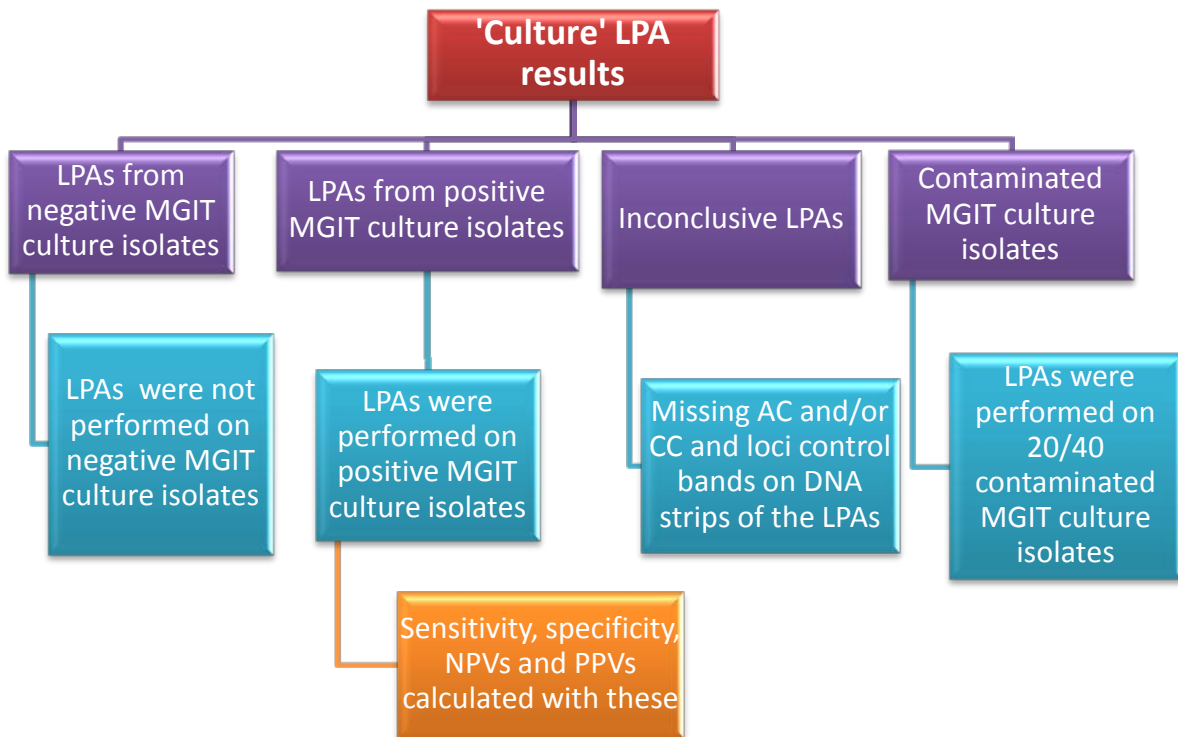 'Culture' LPA
results
LPAs from
negative MGIT
culture isolates
LPAs from positive
MGIT culture isolates
Inconclusive LPAs
Contaminated
MGIT culture
isolates
LPAs were not
performed on
negative MGIT
culture isolates
LPAs were
performed on
positive MGIT
culture isolates
Missing AC and/or
CC and loci control
bands on DNA
strips of the LPAs
LPAs were
performed on
20/40
contaminated
MGIT culture
isolates
Sensitivity, specificity,
NPVs and PPVs
calculated with these